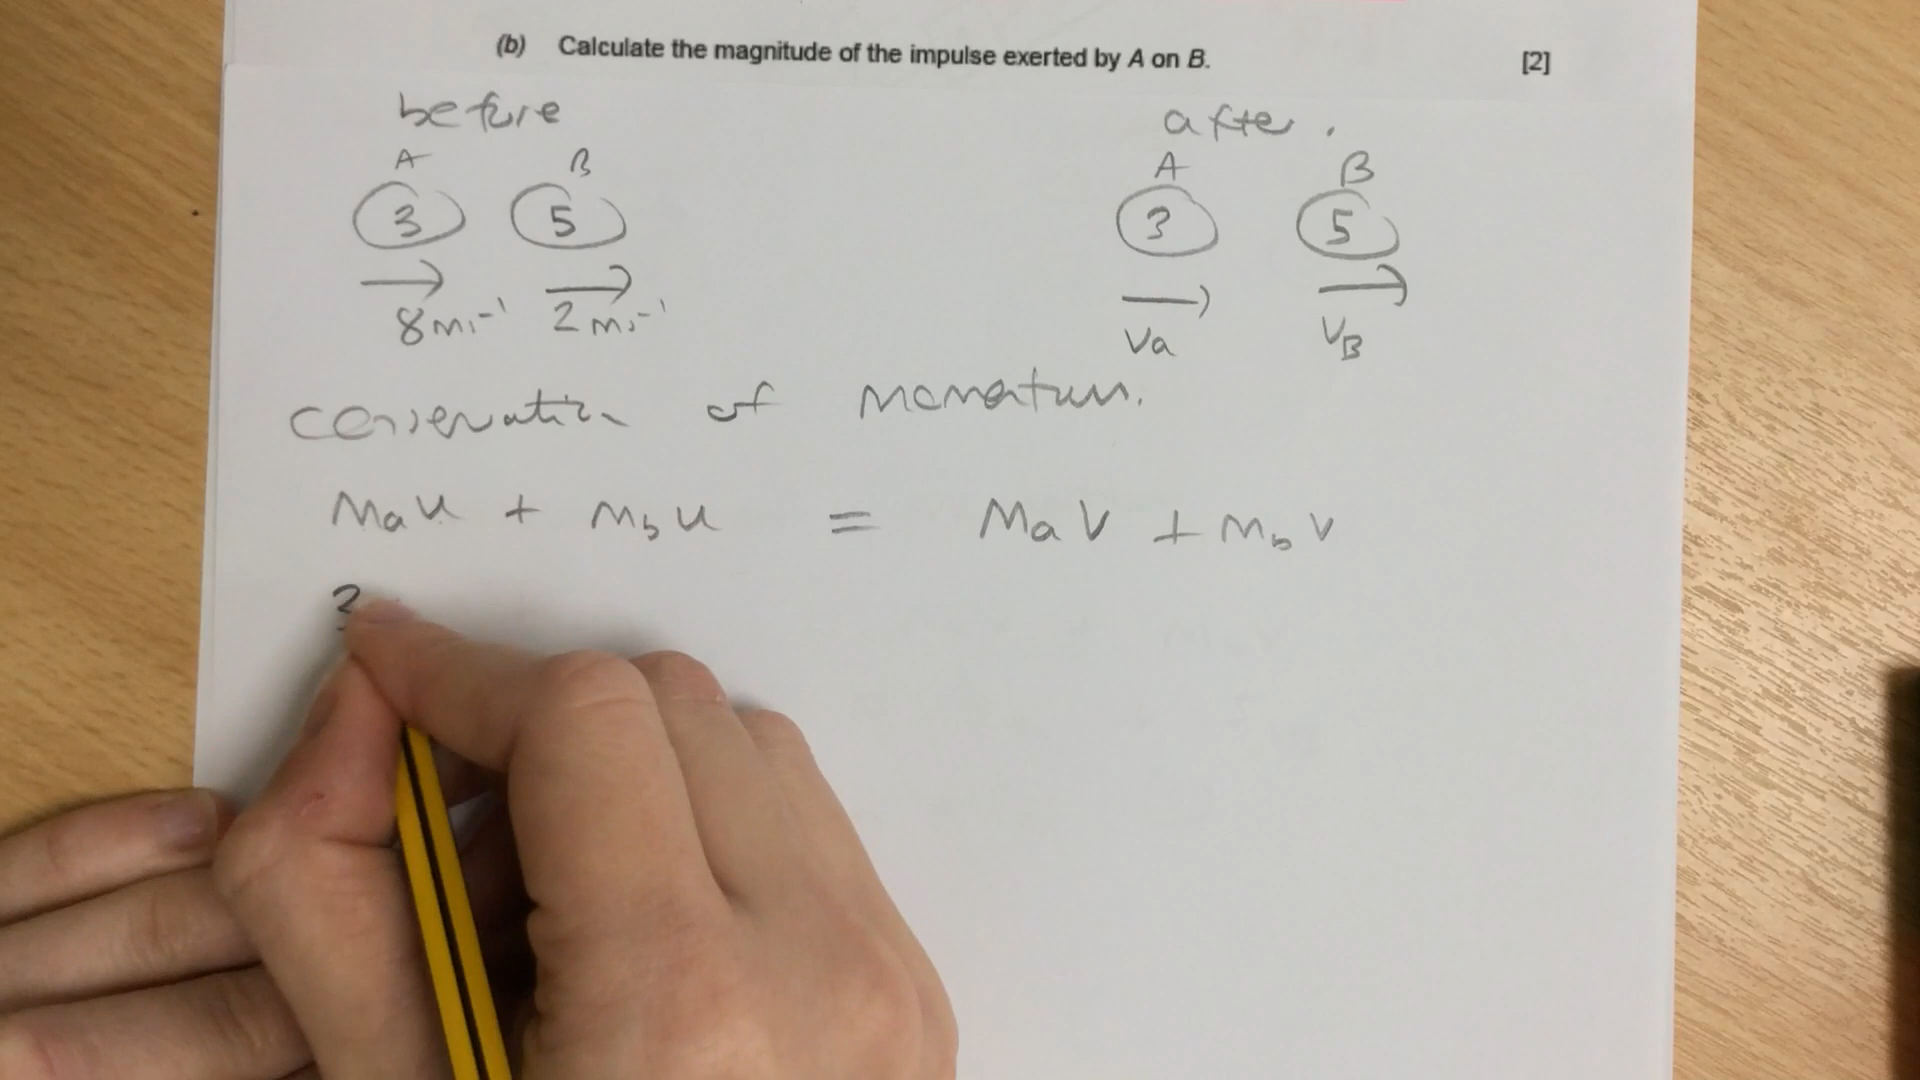 (b) Calculate the magnitude of the impulse exerted by A on B. [2]
before after.
A B A B
3 5 3 5
8ms⁻¹ 2ms⁻¹ Va VB
conservation of momentum.
Mau + mbu = MaV + mbV
3